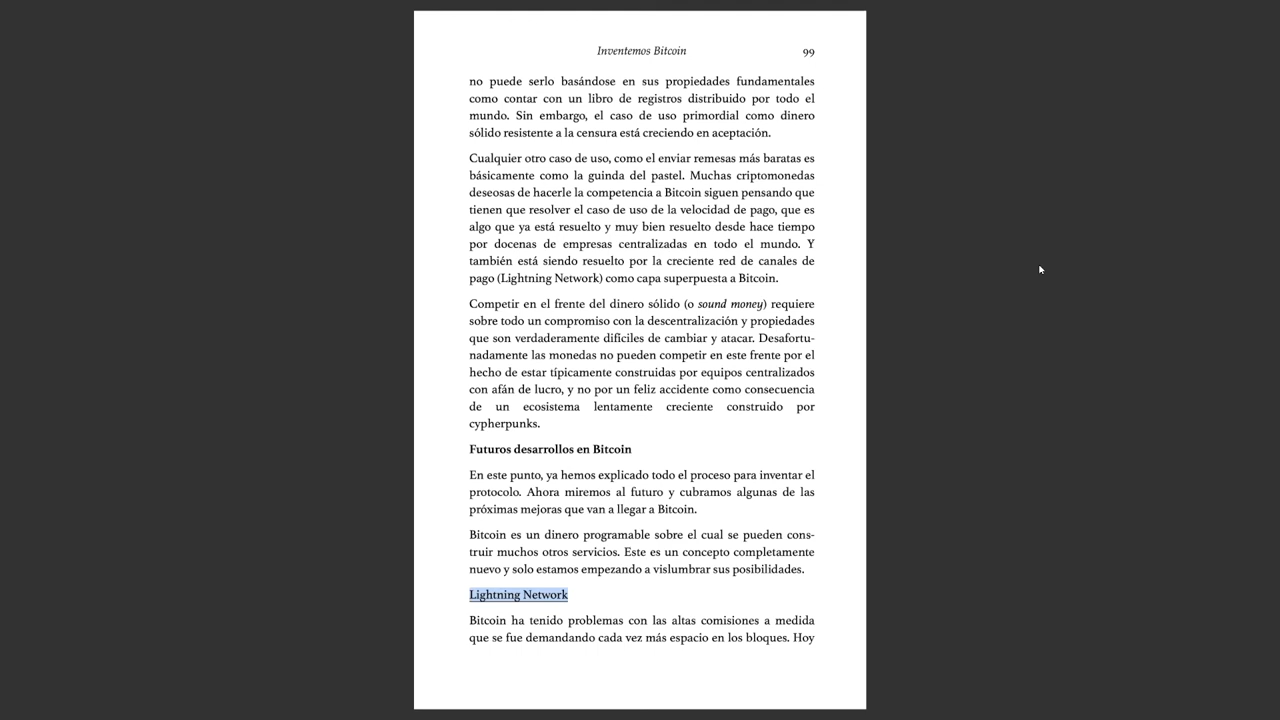 Inventemos Bitcoin 99
no puede serlo basándose en sus propiedades fundamentales
como contar con un libro de registros distribuido por todo el
mundo. Sin embargo, el caso de uso primordial como dinero
sólido resistente a la censura está creciendo en aceptación.
Cualquier otro caso de uso, como el enviar remesas más baratas es
básicamente como la guinda del pastel. Muchas criptomonedas
deseosas de hacerle la competencia a Bitcoin siguen pensando que
tienen que resolver el caso de uso de la velocidad de pago, que es
algo que ya está resuelto y muy bien resuelto desde hace tiempo
por docenas de empresas centralizadas en todo el mundo. Y
también está siendo resuelto por la creciente red de canales de
pago (Lightning Network) como capa superpuesta a Bitcoin.
Competir en el frente del dinero sólido (o sound money) requiere
sobre todo un compromiso con la descentralización y propiedades
que son verdaderamente difíciles de cambiar y atacar. Desafortu-
nadamente las monedas no pueden competir en este frente por el
hecho de estar típicamente construidas por equipos centralizados
con afán de lucro, y no por un feliz accidente como consecuencia
de un ecosistema lentamente creciente construido por
cypherpunks.
Futuros desarrollos en Bitcoin
En este punto, ya hemos explicado todo el proceso para inventar el
protocolo. Ahora miremos al futuro y cubramos algunas de las
próximas mejoras que van a llegar a Bitcoin.
Bitcoin es un dinero programable sobre el cual se pueden cons-
truir muchos otros servicios. Este es un concepto completamente
nuevo y solo estamos empezando a vislumbrar sus posibilidades.
Lightning Network
Bitcoin ha tenido problemas con las altas comisiones a medida
que se fue demandando cada vez más espacio en los bloques. Hoy